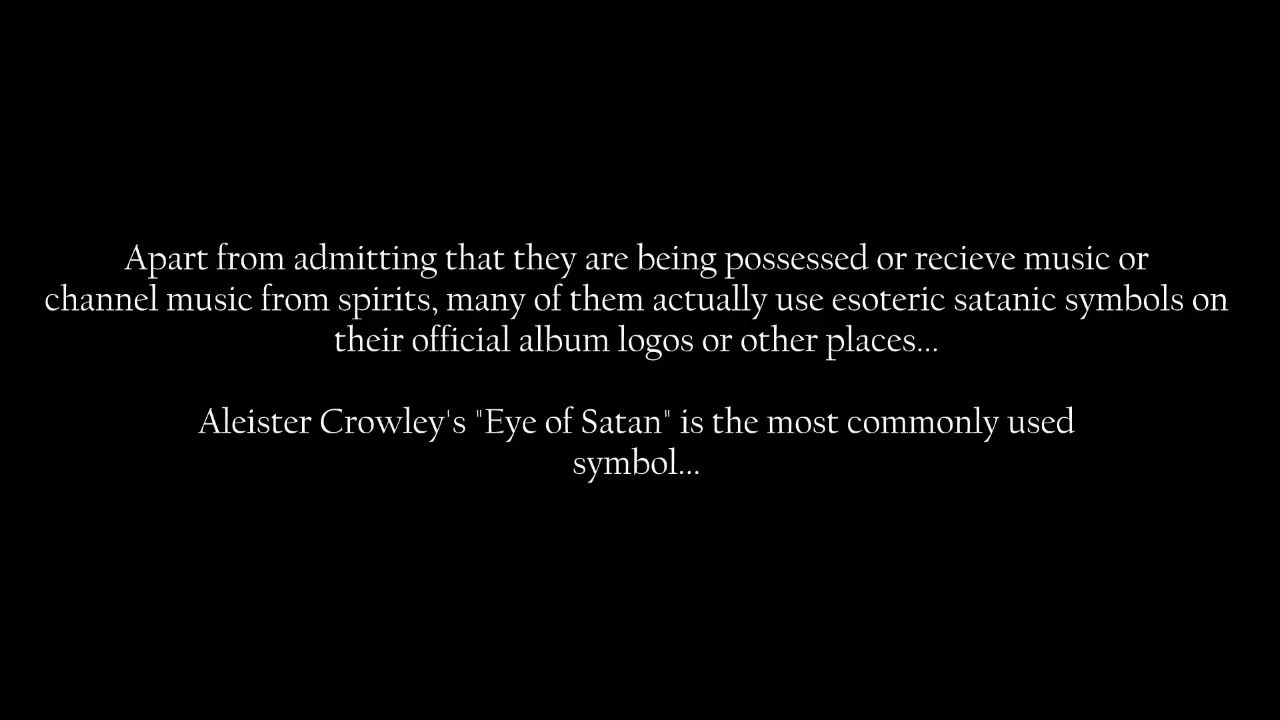 Apart from admitting that they are being possessed or recieve music or
channel music from spirits, many of them actually use esoteric satanic symbols on
their official album logos or other places...
Aleister Crowley's "Eye of Satan" is the most commonly used
symbol...